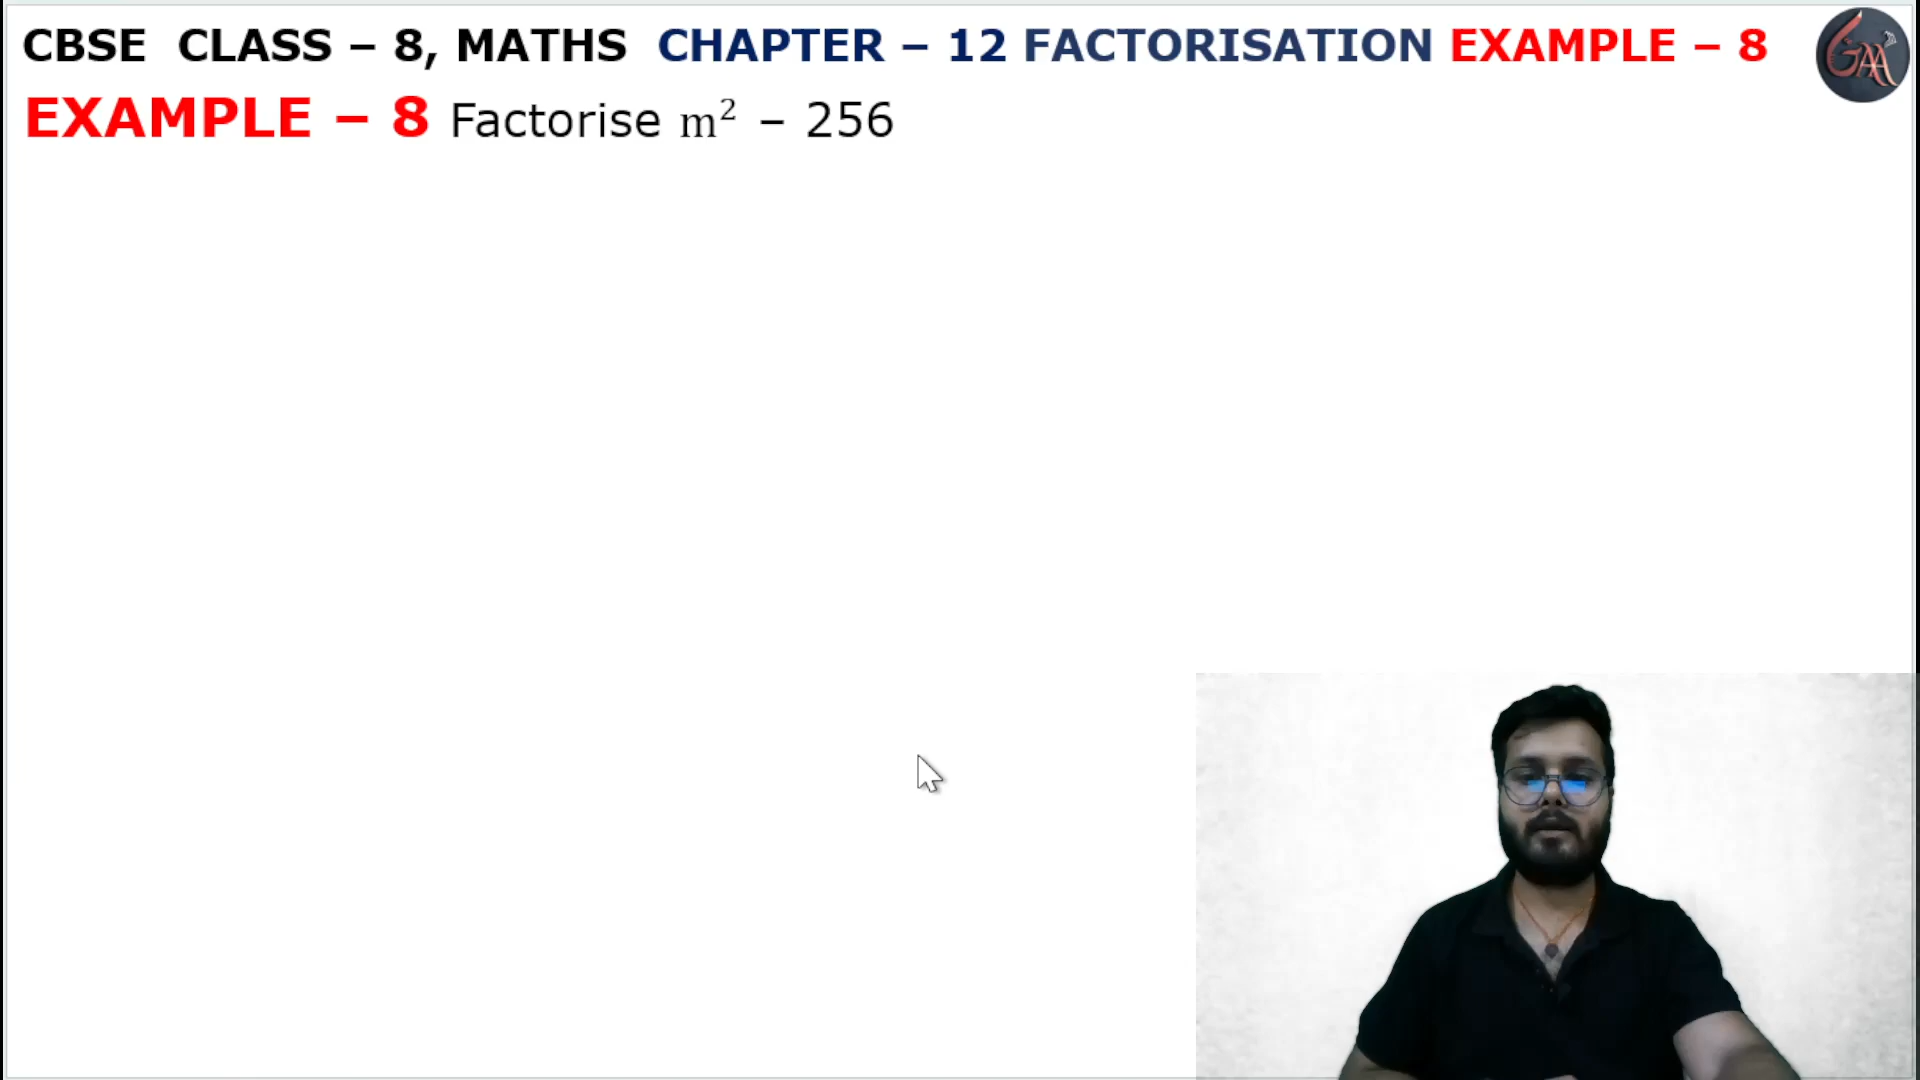 CBSE CLASS – 8, MATHS CHAPTER – 12 FACTORISATION EXAMPLE – 8
EXAMPLE – 8 Factorise m² – 256